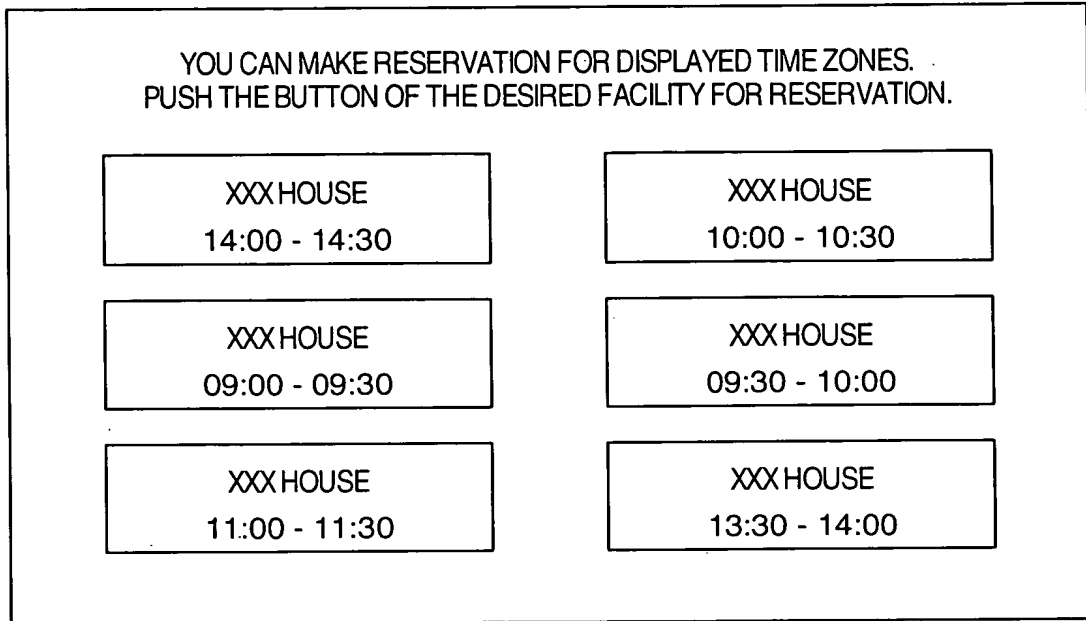 YOU CAN MAKE RESERVATION FOR DISPLAYED TIME ZONES.
PUSH THE BUTTON OF THE DESIRED FACILITY FOR RESERVATION.
XXX HOUSE
14:00 - 14:30
XXX HOUSE
10:00 - 10:30
XXX HOUSE
09:00 - 09:30
XXX HOUSE
09:30 - 10:00
XXX HOUSE
11:00 - 11:30
XXX HOUSE
13:30 - 14:00